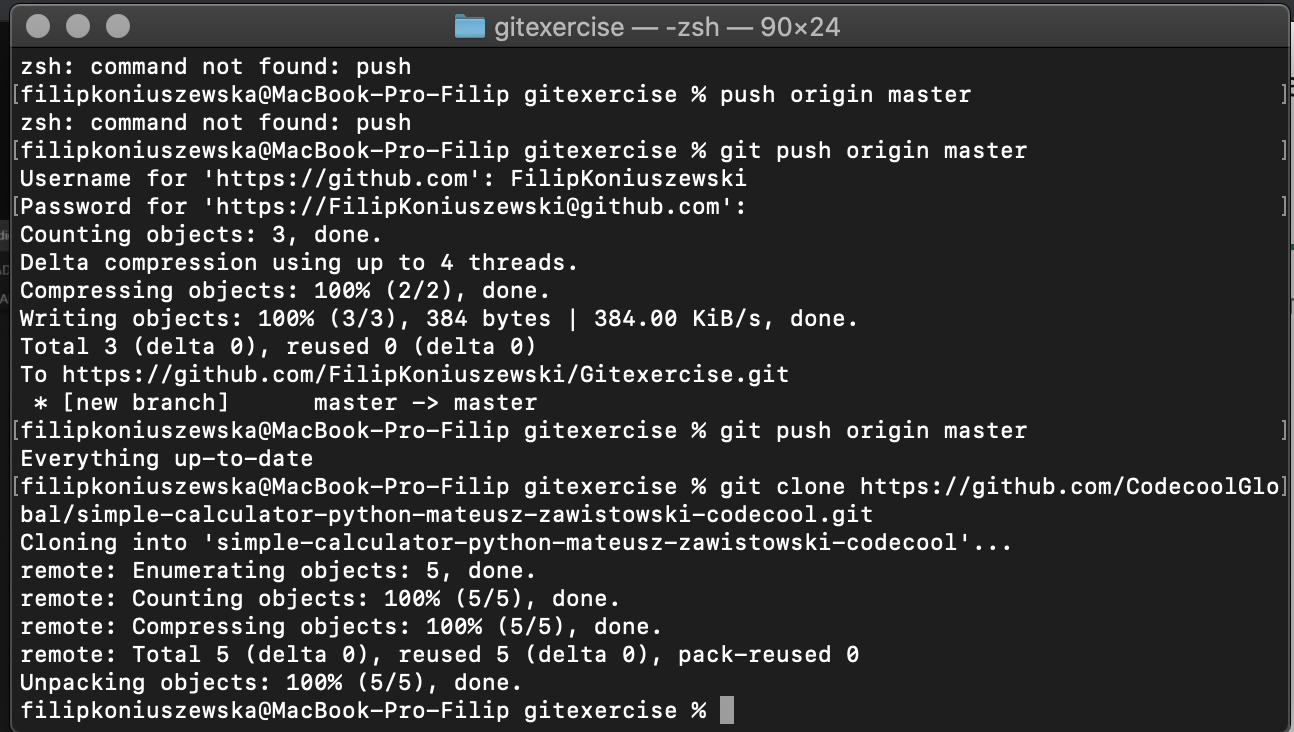 gitexercise — -zsh — 90×24
zsh: command not found: push
[filipkoniuszewska@MacBook-Pro-Filip gitexercise % push origin master ]
zsh: command not found: push
[filipkoniuszewska@MacBook-Pro-Filip gitexercise % git push origin master ]
Username for 'https://github.com': FilipKoniuszewski
[Password for 'https://FilipKoniuszewski@github.com': ]
Counting objects: 3, done.
Delta compression using up to 4 threads.
Compressing objects: 100% (2/2), done.
Writing objects: 100% (3/3), 384 bytes | 384.00 KiB/s, done.
Total 3 (delta 0), reused 0 (delta 0)
To https://github.com/FilipKoniuszewski/Gitexercise.git
 * [new branch]      master -> master
[filipkoniuszewska@MacBook-Pro-Filip gitexercise % git push origin master ]
Everything up-to-date
[filipkoniuszewska@MacBook-Pro-Filip gitexercise % git clone https://github.com/CodecoolGlo]
bal/simple-calculator-python-mateusz-zawistowski-codecool.git
Cloning into 'simple-calculator-python-mateusz-zawistowski-codecool'...
remote: Enumerating objects: 5, done.
remote: Counting objects: 100% (5/5), done.
remote: Compressing objects: 100% (5/5), done.
remote: Total 5 (delta 0), reused 5 (delta 0), pack-reused 0
Unpacking objects: 100% (5/5), done.
filipkoniuszewska@MacBook-Pro-Filip gitexercise %